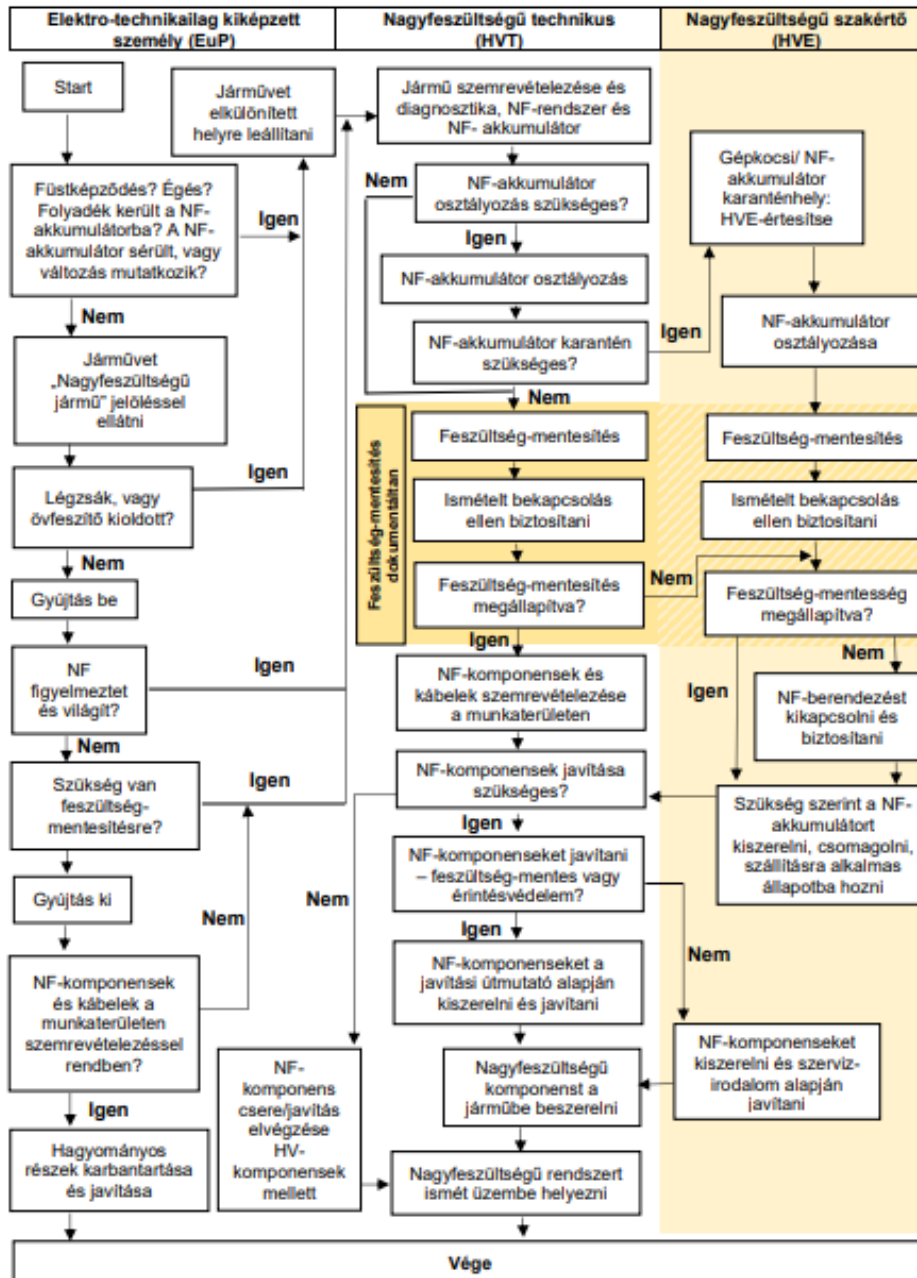 Elektro-technikailag kiképzett
személy (EuP)
Nagyfeszültségű technikus
(HVT)
Nagyfeszültségű szakértő
(HVE)
Start
Füstképződés? Égés?
Folyadék került a NF-
akkumulátorba? A NF-
akkumulátor sérült, vagy
változás mutatkozik?
Igen
Nem
Járművet
„Nagyfeszültségű
jármű” jelöléssel
ellátni
Légzsák, vagy
övfeszítő kioldott?
Igen
Nem
Gyújtás be
NF
figyelmeztet
és világít?
Igen
Nem
Szükség van
feszültség-
mentesítésre?
Igen
Gyújtás ki
NF-komponensek
és kábelek a
munkaterületen
szemrevételezéssel
rendben?
Nem
Igen
Hagyományos
részek karbantartása
és javítása
Járművet
elkülönített
helyre leállítani
Jármű szemrevételezése és
diagnosztika, NF-rendszer és
NF- akkumulátor
Nem
NF-akkumulátor
osztályozás szükséges?
Igen
NF-akkumulátor osztályozás
NF-akkumulátor karantén
szükséges?
Igen
Nem
Feszültség-mentesítés
dokumentáltan
Feszültség-mentesítés
Ismételt bekapcsolás
ellen biztosítani
Feszültség-mentesítés
megállapítva?
Nem
Igen
NF-komponensek és
kábelek szemrevételezése
a munkaterületen
NF-komponensek javítása
szükséges?
Igen
Nem
NF-komponenseket javítani
– feszültség-mentes vagy
érintésvédelem?
Igen
Nem
NF-komponenseket a
javítási útmutató alapján
kiszerelni és javítani
NF-
komponens
csere/javítás
elvégzése
HV-
komponensek
mellett
Nagyfeszültségű
komponenst a
járműbe beszerelni
Nagyfeszültségű rendszert
ismét üzembe helyezni
Gépkocsi/ NF-
akkumulátor
karanténhely:
HVE-értesítse
NF-akkumulátor
osztályozása
Feszültség-mentesítés
Ismételt bekapcsolás
ellen biztosítani
Feszültség-mentesség
megállapítva?
Igen
Nem
NF-berendezést
kikapcsolni és
biztosítani
Szükség szerint a NF-
akkumulátort
kiszerelni, csomagolni,
szállításra alkalmas
állapotba hozni
NF-komponenseket
kiszerelni és szerviz-
irodalom alapján
javítani
Vége